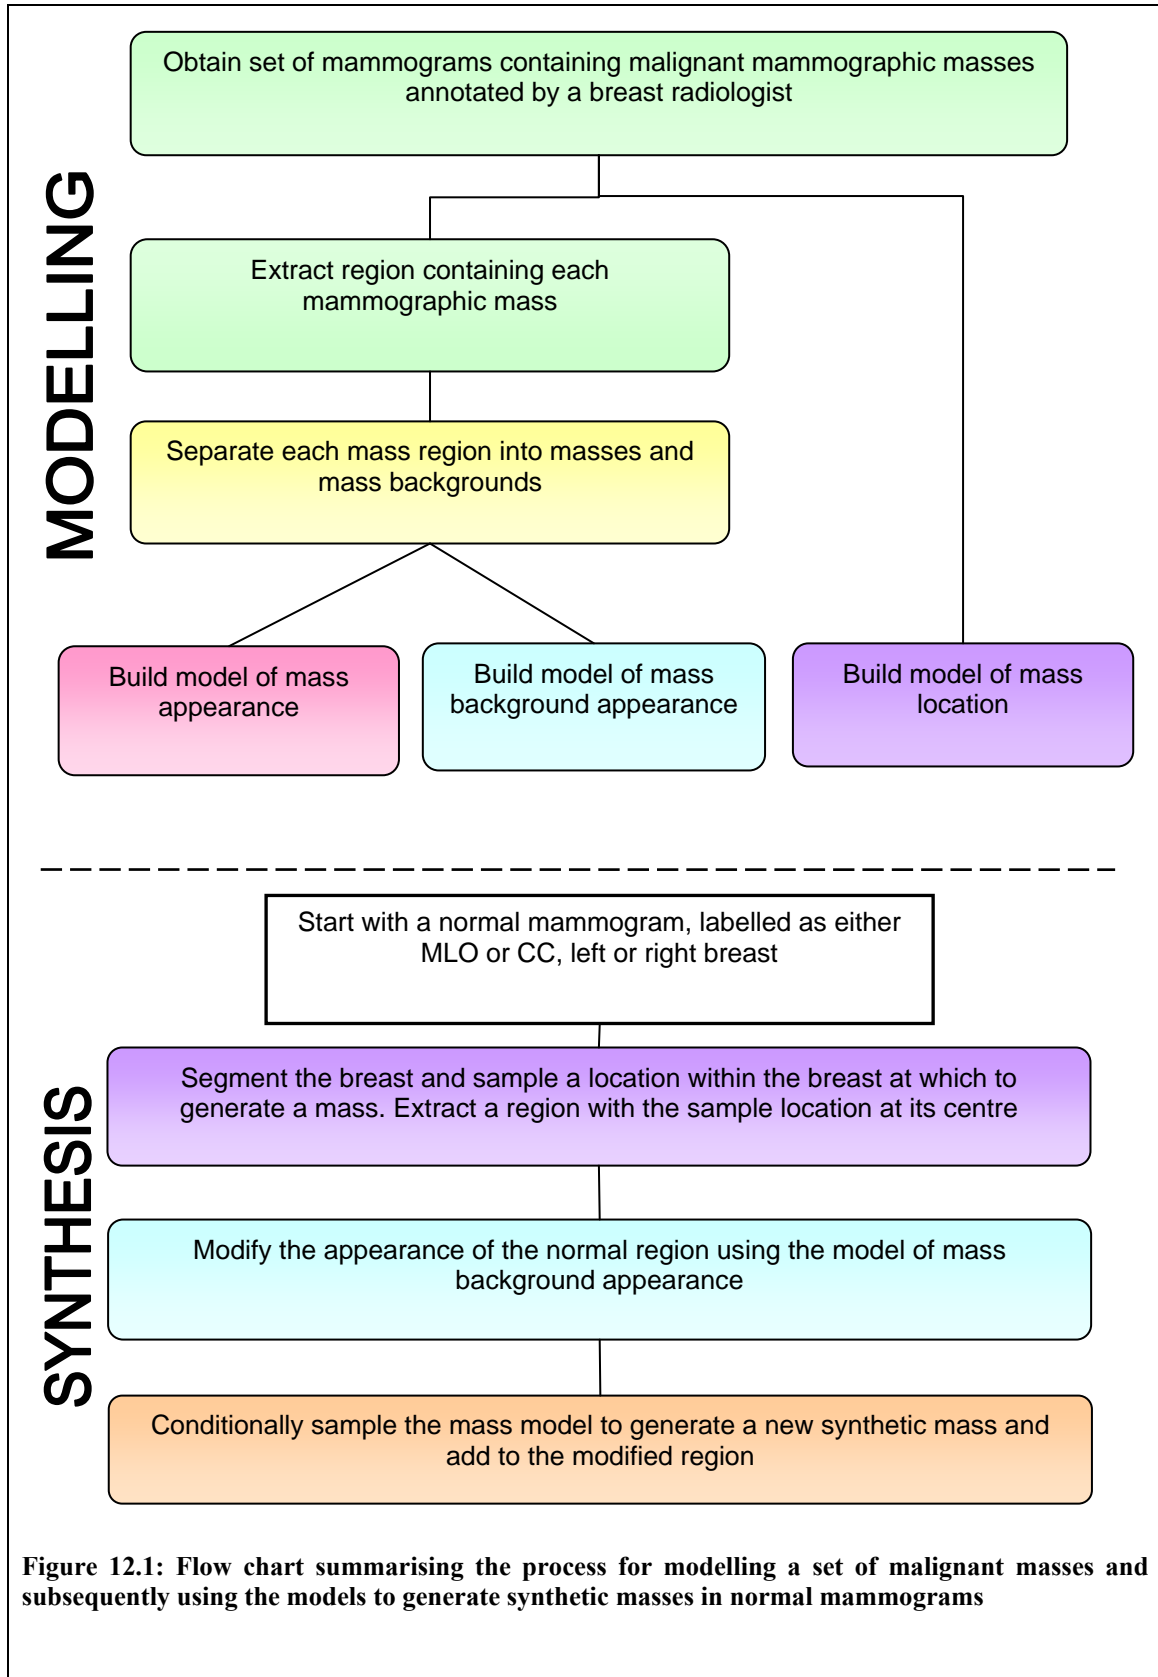 MODELLING
Obtain set of mammograms containing malignant mammographic masses
annotated by a breast radiologist
Extract region containing each
mammographic mass
Separate each mass region into masses and
mass backgrounds
Build model of mass
appearance
Build model of mass
background appearance
Build model of mass
location
SYNTHESIS
Start with a normal mammogram, labelled as either
MLO or CC, left or right breast
Segment the breast and sample a location within the breast at which to
generate a mass. Extract a region with the sample location at its centre
Modify the appearance of the normal region using the model of mass
background appearance
Conditionally sample the mass model to generate a new synthetic mass and
add to the modified region
Figure 12.1: Flow chart summarising the process for modelling a set of malignant masses and
subsequently using the models to generate synthetic masses in normal mammograms